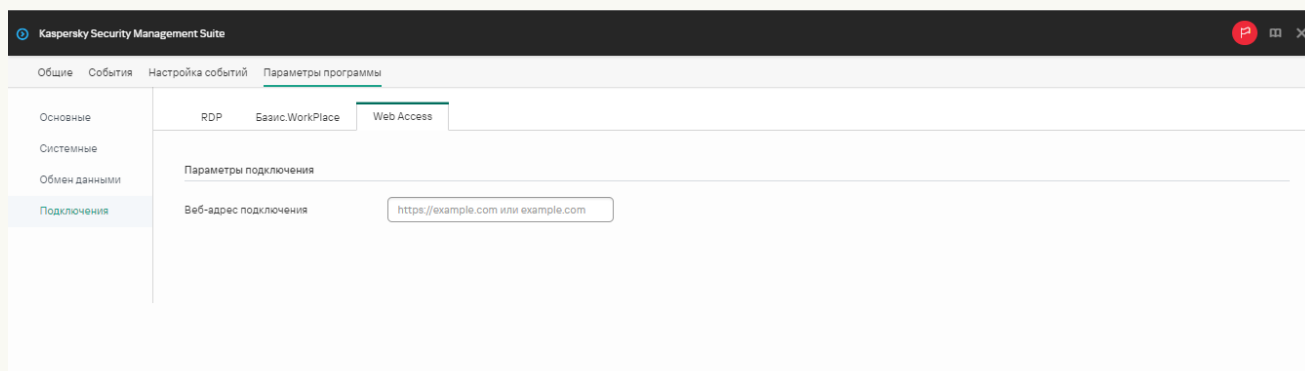 Kaspersky Security Management Suite
Общие События Настройка событий Параметры программы
Основные
Системные
Обмен данными
Подключения
RDP Базис.WorkPlace Web Access
Параметры подключения
Веб-адрес подключения https://example.com или example.com